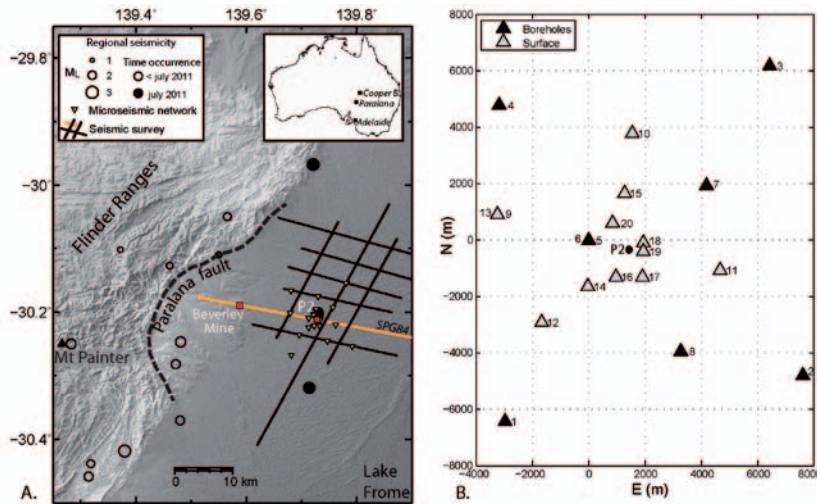 139.4 139.6 139.8
−29.8
−30
−30.2
−30.4
Regional seismicity
ML
1
2
3
Time occurrence
< july 2011
july 2011
Microseismic network
Seismic survey
Cooper B.
Paralana
Adelaide
Flinder Ranges
Paralana fault
P2
Beverley
Mine
SPG84
Mt Painter
0 10 km
Lake
Frome
A.
B.
Boreholes
Surface
8000
6000
4000
2000
0
−2000
−4000
−6000
−8000
N (m)
3
4
10
7
15
13 9
20
6 5
18
P2
19
11
16 17
14
12
8
2
1
−4000 −2000 0 2000 4000 6000 8000
E (m)